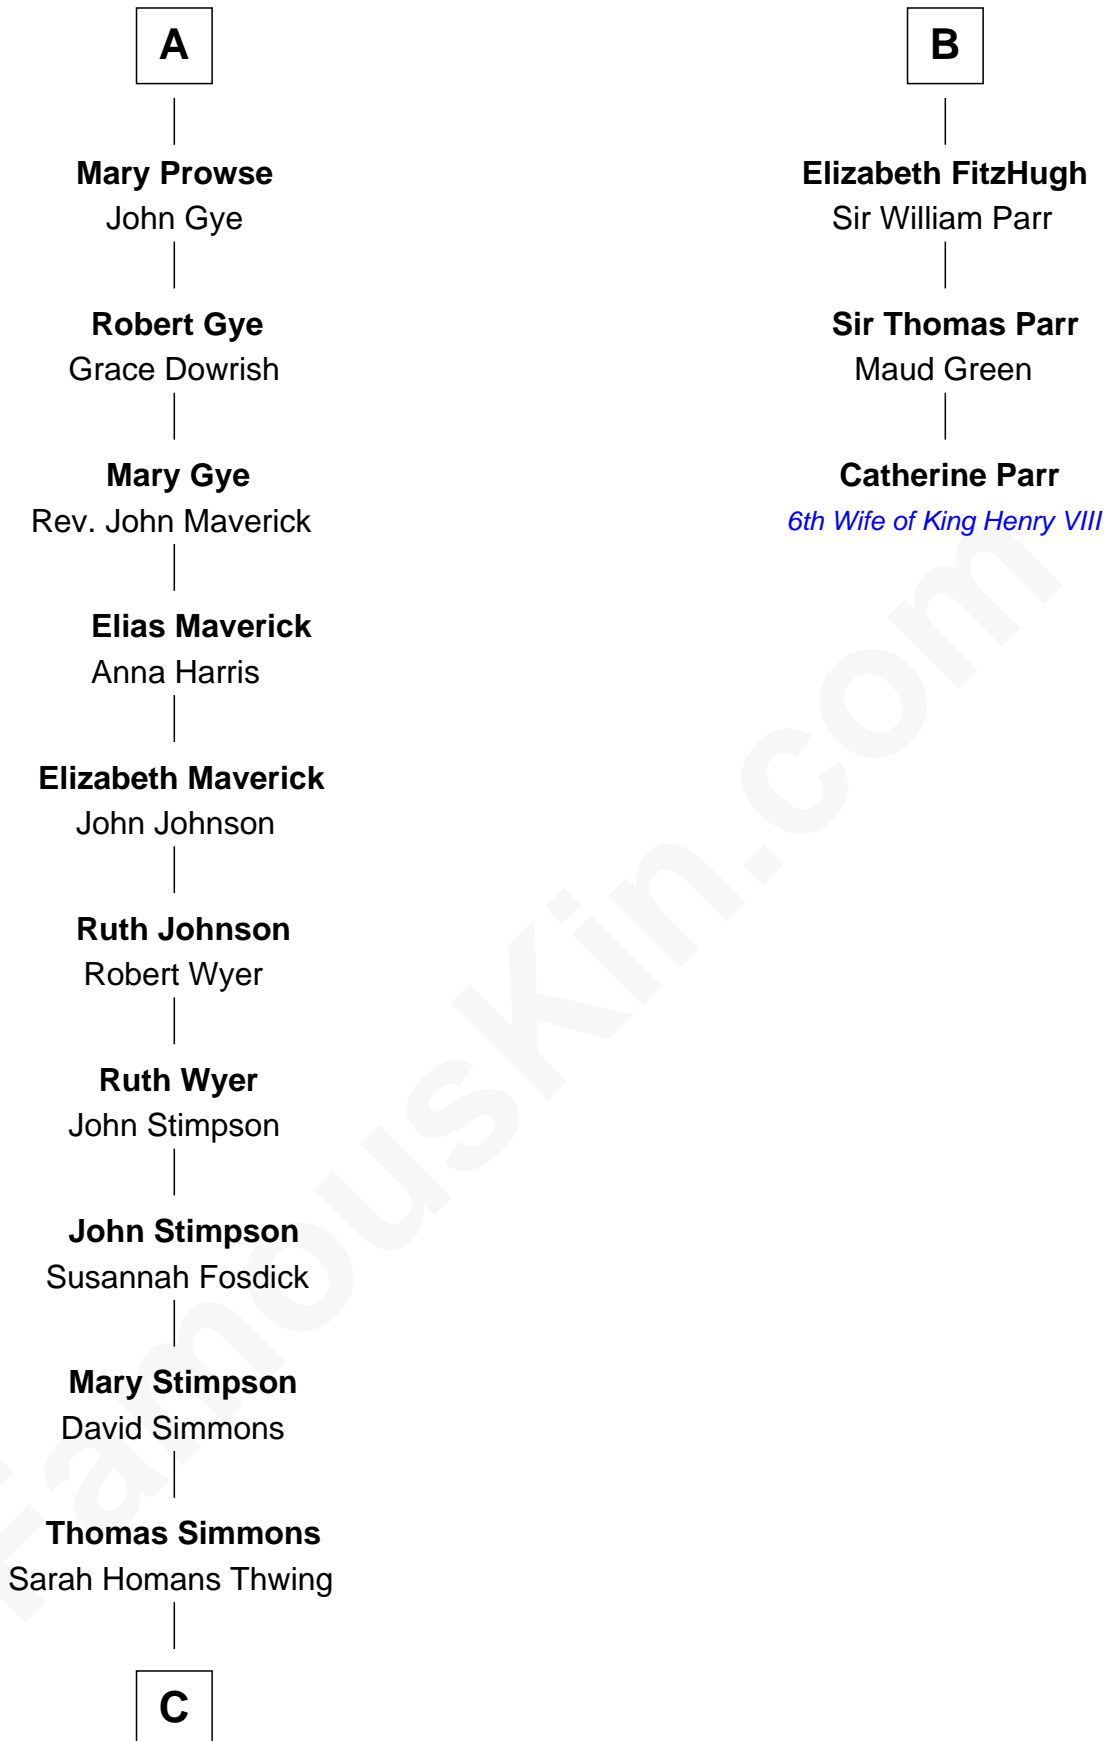 A
Mary Prowse
John Gye
Robert Gye
Grace Dowrish
Mary Gye
Rev. John Maverick
Elias Maverick
Anna Harris
Elizabeth Maverick
John Johnson
Ruth Johnson
Robert Wyer
Ruth Wyer
John Stimpson
John Stimpson
Susannah Fosdick
Mary Stimpson
David Simmons
Thomas Simmons
Sarah Homans Thwing
C
B
Elizabeth FitzHugh
Sir William Parr
Sir Thomas Parr
Maud Green
Catherine Parr
6th Wife of King Henry VIII
FamousKin.com